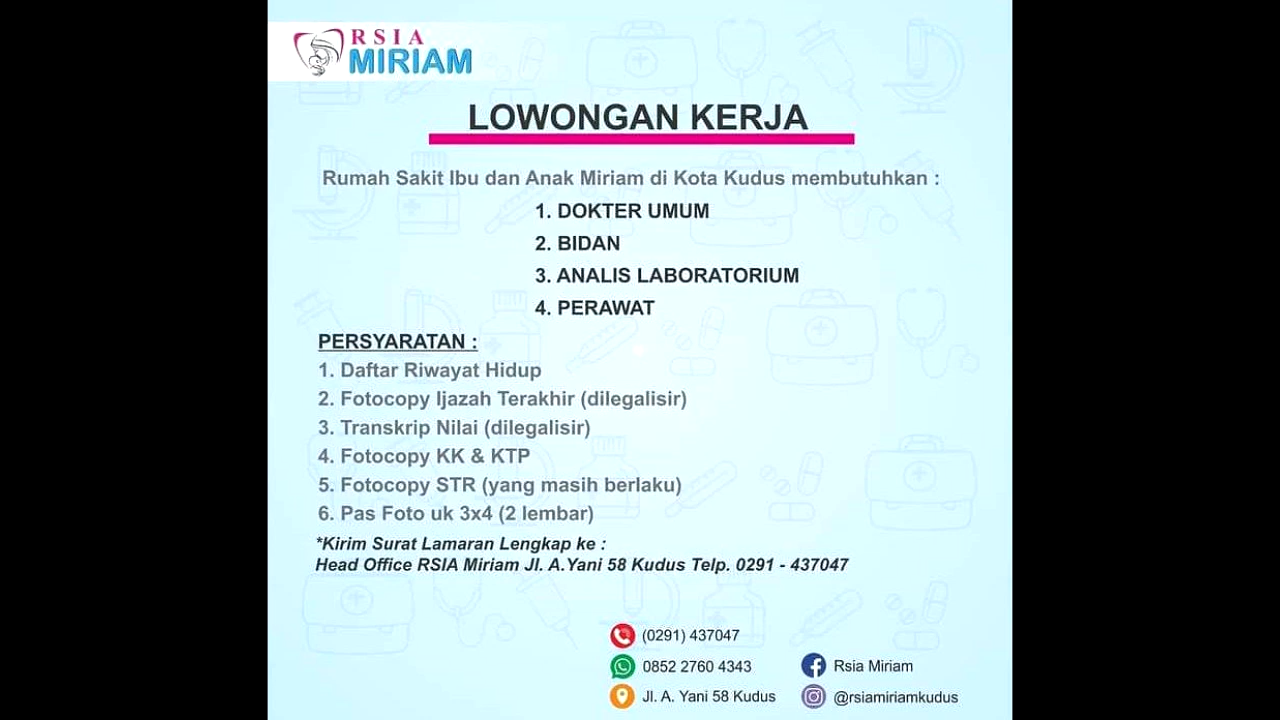 RSIA
MIRIAM
LOWONGAN KERJA
Rumah Sakit Ibu dan Anak Miriam di Kota Kudus membutuhkan :
1. DOKTER UMUM
2. BIDAN
3. ANALIS LABORATORIUM
4. PERAWAT
PERSYARATAN :
1. Daftar Riwayat Hidup
2. Fotocopy Ijazah Terakhir (dilegalisir)
3. Transkrip Nilai (dilegalisir)
4. Fotocopy KK & KTP
5. Fotocopy STR (yang masih berlaku)
6. Pas Foto uk 3x4 (2 lembar)
*Kirim Surat Lamaran Lengkap ke :
Head Office RSIA Miriam Jl. A.Yani 58 Kudus Telp. 0291 - 437047
(0291) 437047
0852 2760 4343
Rsia Miriam
Jl. A. Yani 58 Kudus
@rsiamiriamkudus